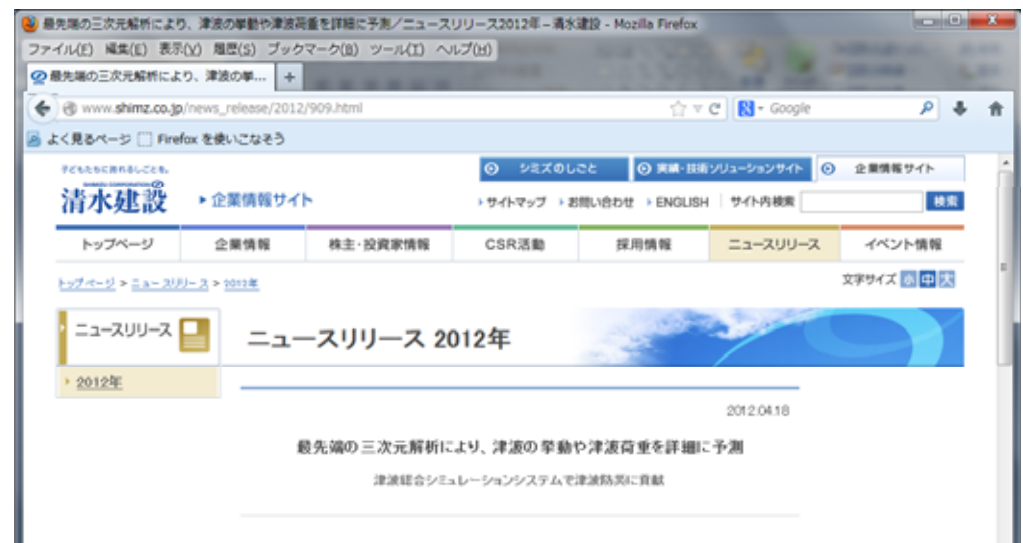 最先端の三次元解析により、津波の挙動や津波荷重を詳細に予測／ニュースリリース2012年 – 清水建設 - Mozilla Firefox
ファイル(F) 編集(E) 表示(V) 履歴(S) ブックマーク(B) ツール(T) ヘルプ(H)
最先端の三次元解析により、津波の挙... +
www.shimz.co.jp/news_release/2012/909.html Google
よく見るページ Firefox を使いこなそう
子どもたちに誇れるしごとを。
シミズのしごと 実績・技術ソリューションサイト 企業情報サイト
SHIMIZU CORPORATION
清水建設 企業情報サイト サイトマップ お問い合わせ ENGLISH サイト内検索 検索
トップページ 企業情報 株主・投資家情報 CSR活動 採用情報 ニュースリリース イベント情報
トップページ > ニュースリリース > 2012年 文字サイズ 小 中 大
ニュースリリース ニュースリリース 2012年
2012年
2012.04.18
最先端の三次元解析により、津波の挙動や津波荷重を詳細に予測
津波総合シミュレーションシステムで津波防災に貢献